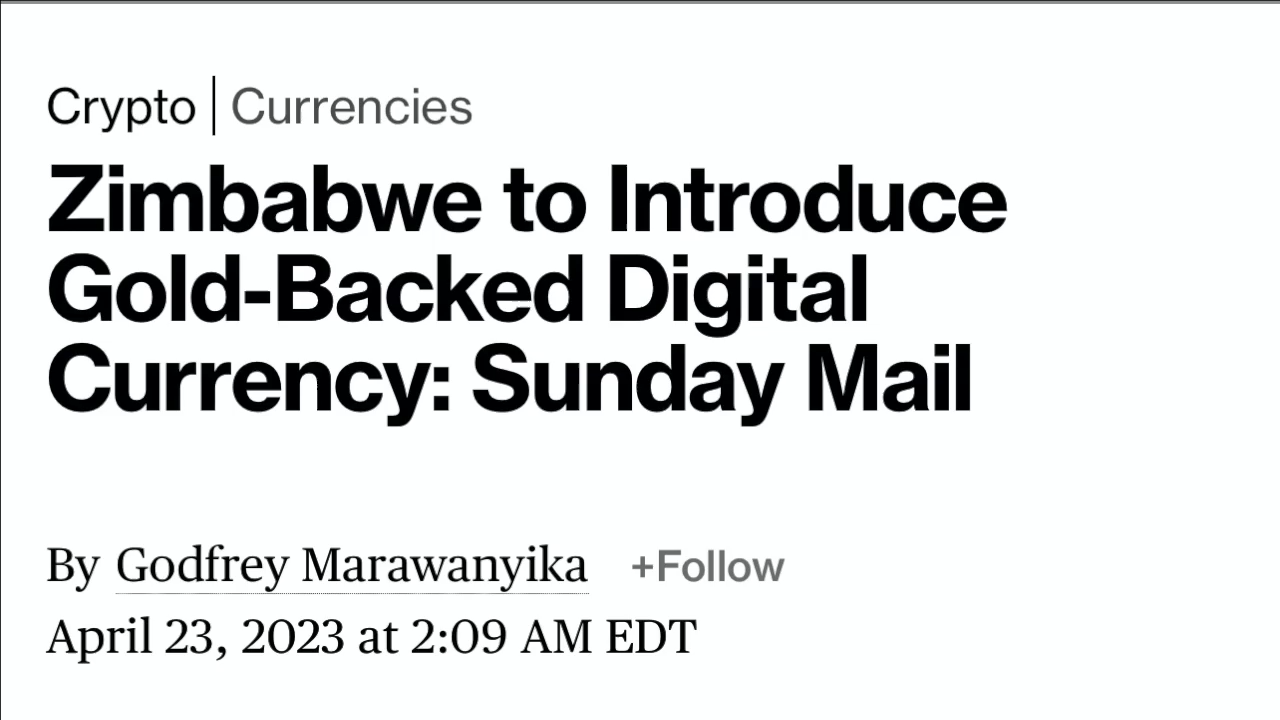 Crypto | Currencies
Zimbabwe to Introduce
Gold-Backed Digital
Currency: Sunday Mail
By Godfrey Marawanyika +Follow
April 23, 2023 at 2:09 AM EDT